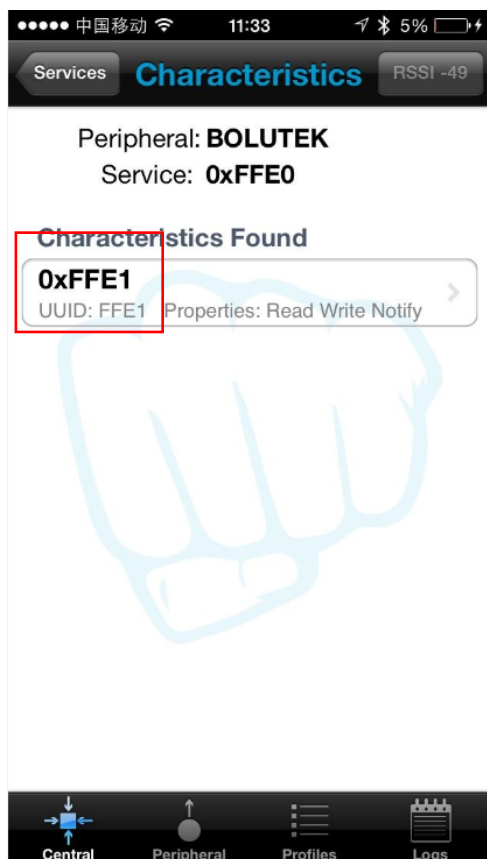 中国移动 11:33 5%
Services Characteristics RSSI -49
Peripheral: BOLUTEK
Service: 0xFFE0
Characteristics Found
0xFFE1
UUID: FFE1 Properties: Read Write Notify
Central Peripheral Profiles Logs